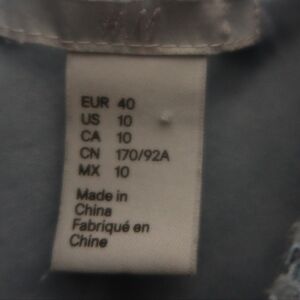 H&M
EUR 40
US 10
CA 10
CN 170/92A
MX 10
Made in
China
Fabriqué en
Chine